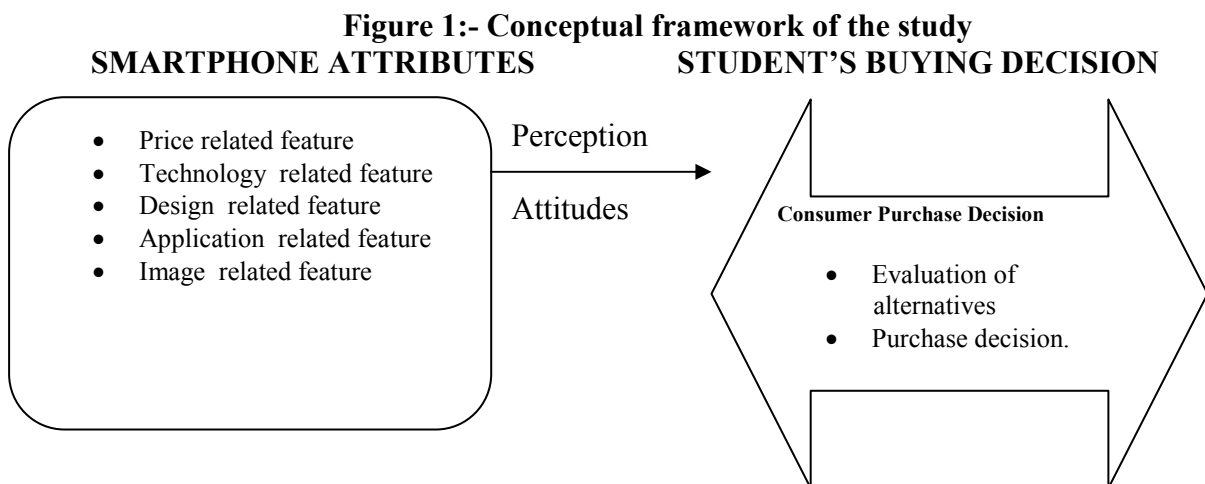 Figure 1:- Conceptual framework of the study
SMARTPHONE ATTRIBUTES STUDENT'S BUYING DECISION
• Price related feature
• Technology related feature
• Design related feature
• Application related feature
• Image related feature
Perception
Attitudes
Consumer Purchase Decision
• Evaluation of
alternatives
• Purchase decision.